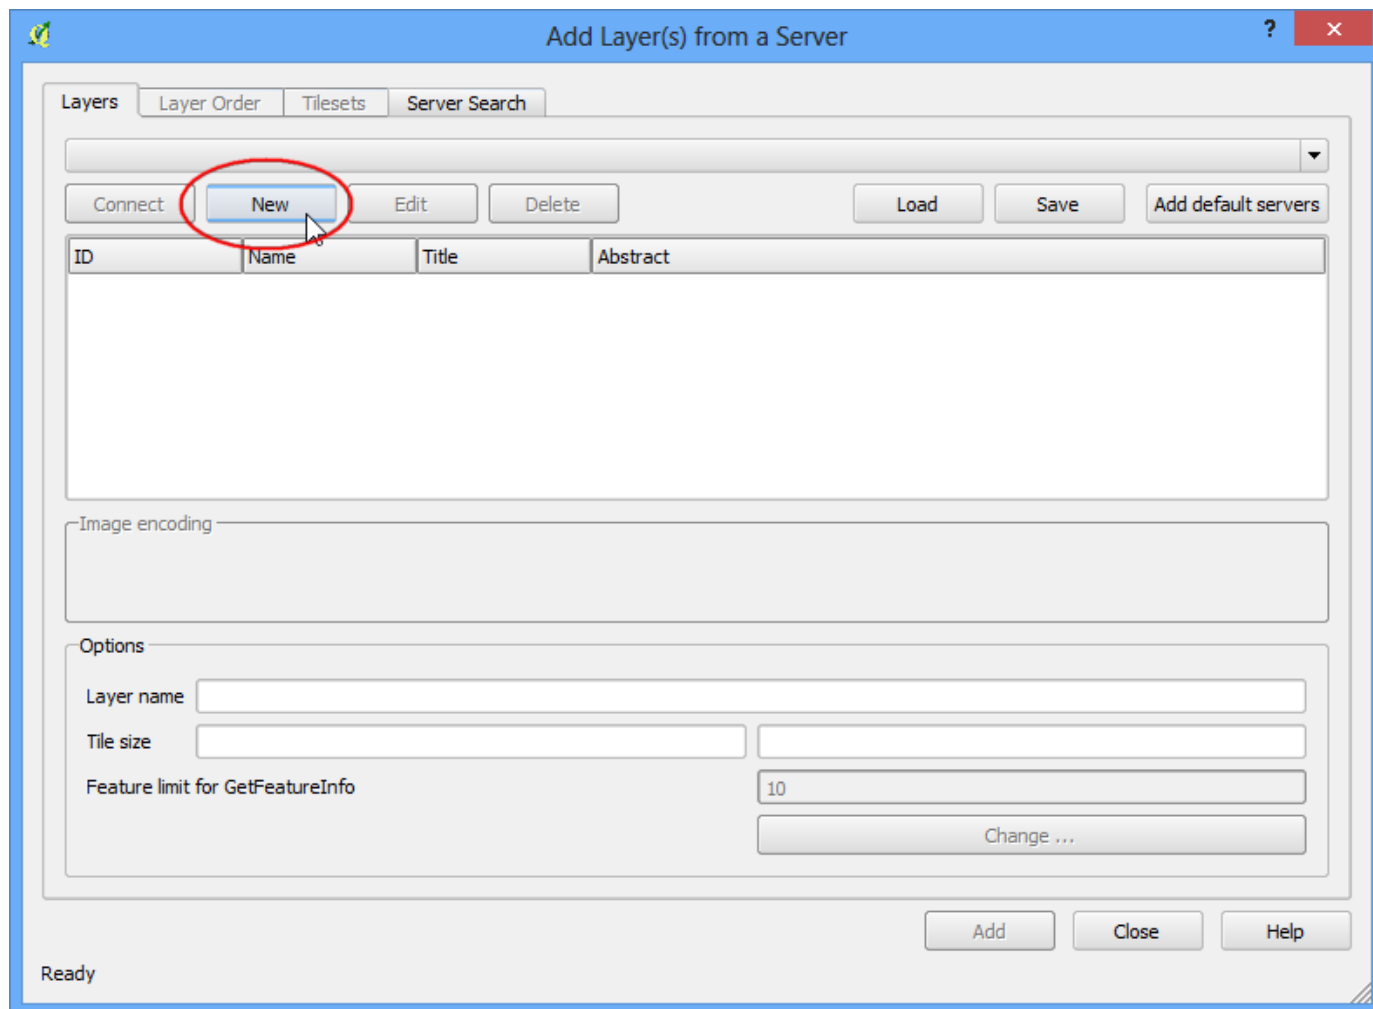 Add Layer(s) from a Server ?
Layers Layer Order Tilesets Server Search
Connect New Edit Delete Load Save Add default servers
ID Name Title Abstract
Image encoding
Options
Layer name
Tile size
Feature limit for GetFeatureInfo 10
Change ...
Add Close Help
Ready